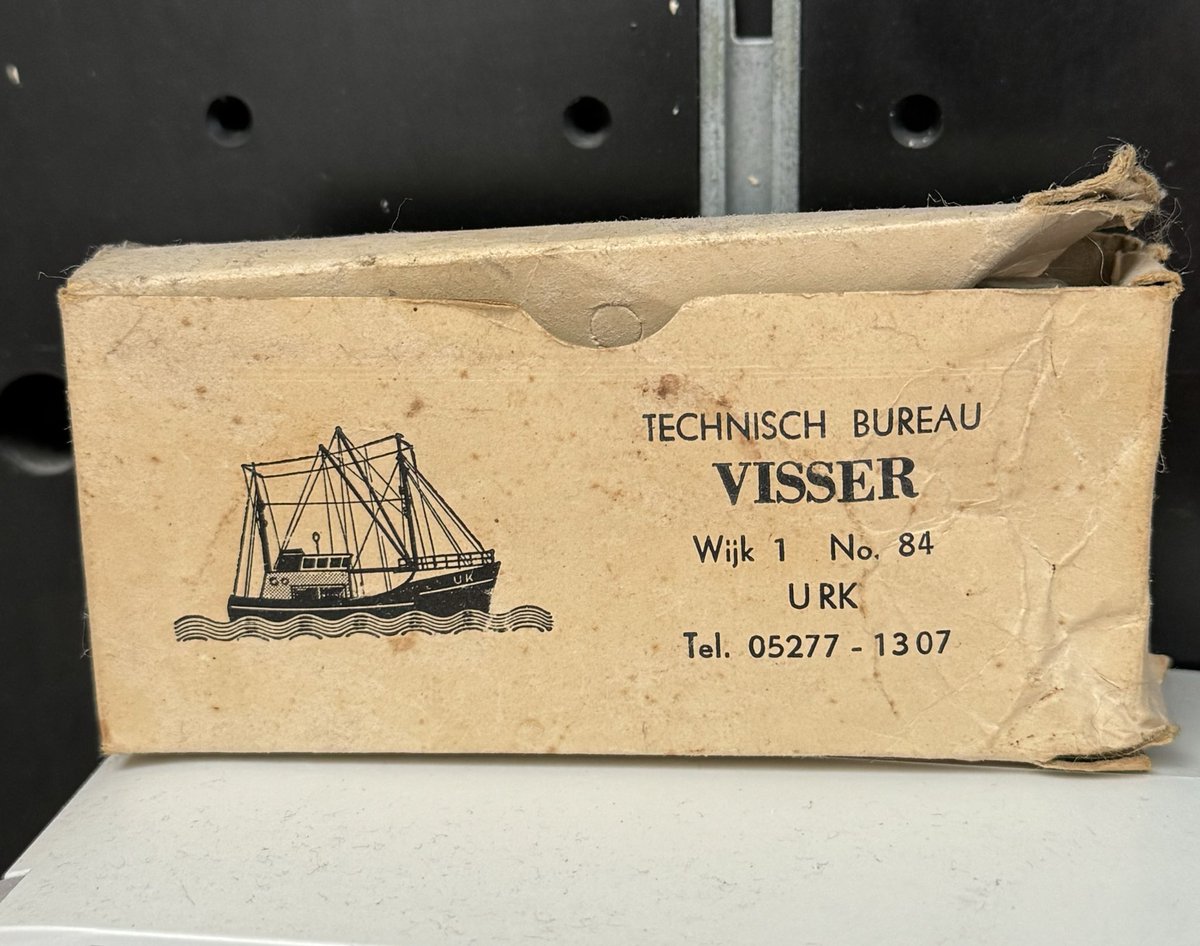 TECHNISCH BUREAU
VISSER
Wijk 1 No. 84
URK
Tel. 05277 - 1307
UK